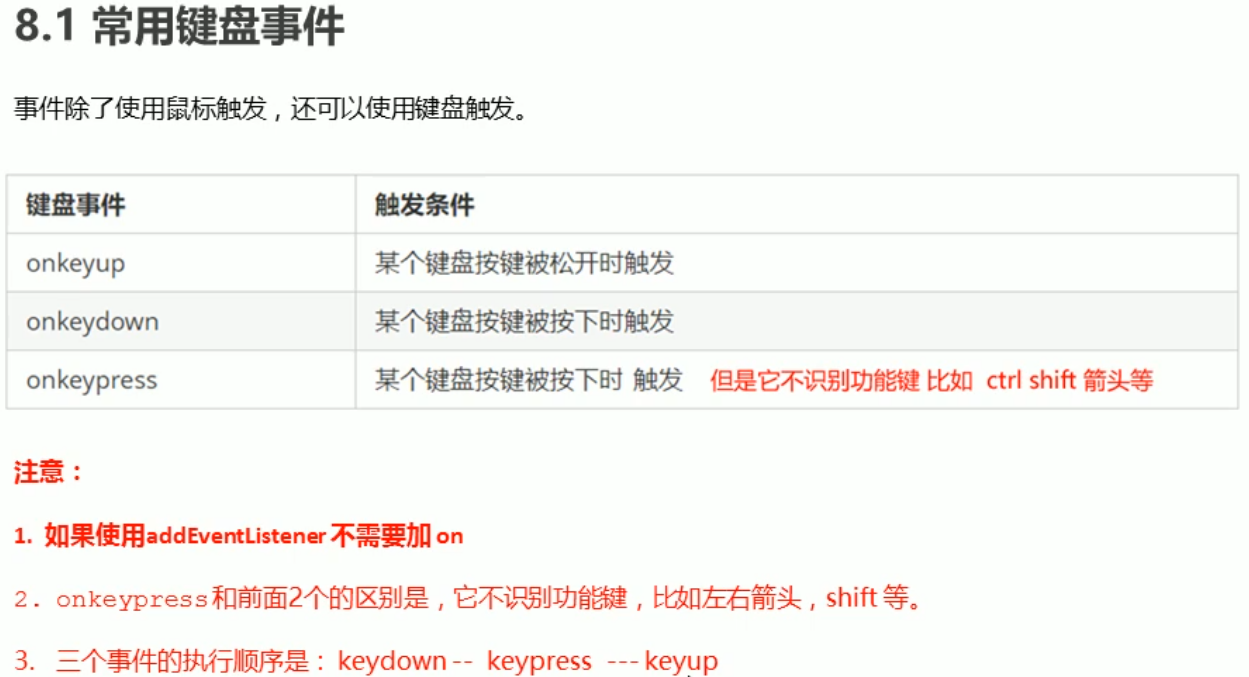 8.1 常用键盘事件
事件除了使用鼠标触发，还可以使用键盘触发。
键盘事件 触发条件
onkeyup 某个键盘按键被松开时触发
onkeydown 某个键盘按键被按下时触发
onkeypress 某个键盘按键被按下时 触发 但是它不识别功能键 比如 ctrl shift 箭头等
注意：
1. 如果使用addEventListener 不需要加 on
2. onkeypress和前面2个的区别是，它不识别功能键，比如左右箭头，shift 等。
3. 三个事件的执行顺序是：keydown -- keypress --- keyup